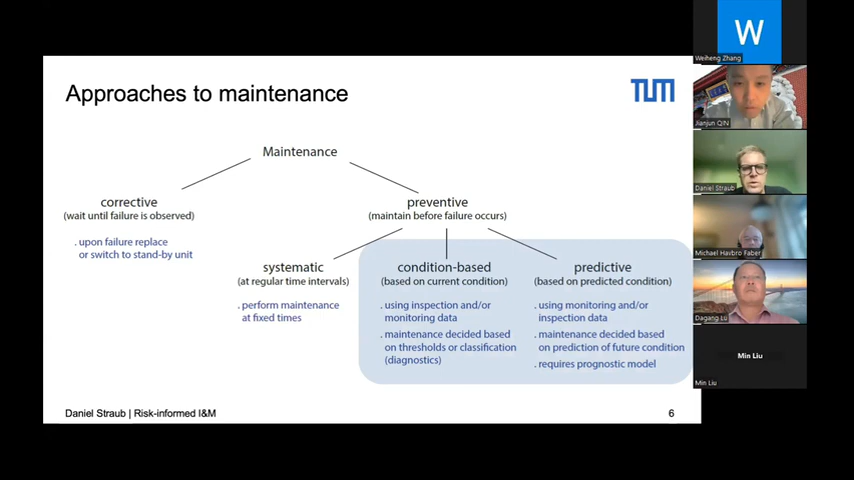 Approaches to maintenance
TUM
Maintenance
corrective
(wait until failure is observed)
. upon failure replace
or switch to stand-by unit
preventive
(maintain before failure occurs)
systematic
(at regular time intervals)
. perform maintenance
at fixed times
condition-based
(based on current condition)
. using inspection and/or
monitoring data
. maintenance decided based
on thresholds or classification
(diagnostics)
predictive
(based on predicted condition)
. using monitoring and/or
inspection data
. maintenance decided based
on prediction of future condition
. requires prognostic model
Daniel Straub | Risk-informed I&M
6
W
Weiheng Zhang
Jianjun QIN
Daniel Straub
Michael Havbro Faber
Dagang Lu
Min Liu
Min Liu